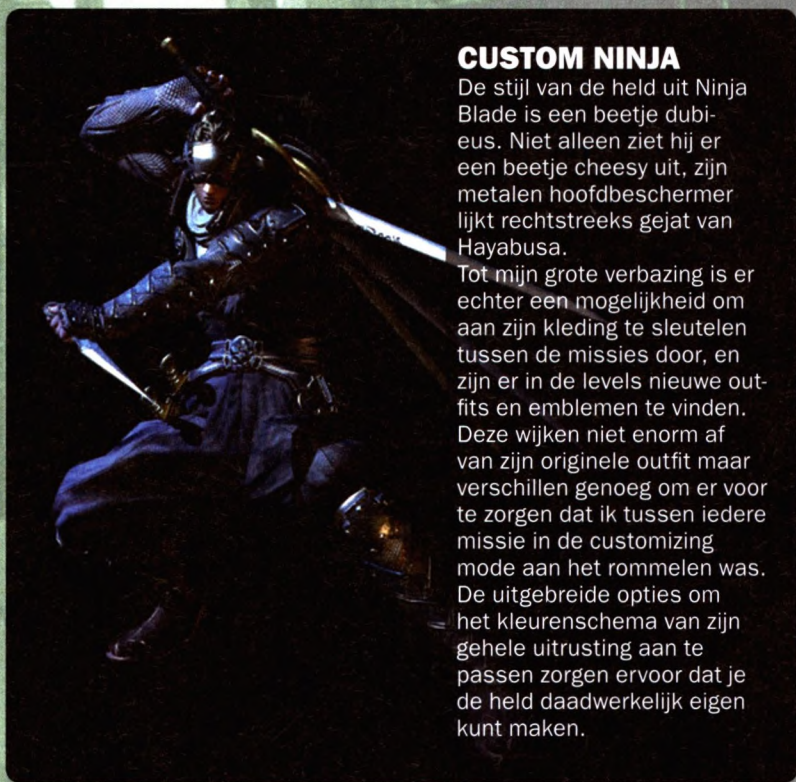 CUSTOM NINJA
De stijl van de held uit Ninja
Blade is een beetje dubi-
eus. Niet alleen ziet hij er
een beetje cheesy uit, zijn
metalen hoofdbeschermer
lijkt rechtstreeks gejat van
Hayabusa.
Tot mijn grote verbazing is er
echter een mogelijkheid om
aan zijn kleding te sleutelen
tussen de missies door, en
zijn er in de levels nieuwe out-
fits en emblemen te vinden.
Deze wijken niet enorm af
van zijn originele outfit maar
verschillen genoeg om er voor
te zorgen dat ik tussen iedere
missie in de customizing
mode aan het rommelen was.
De uitgebreide opties om
het kleurenschema van zijn
gehele uitrusting aan te
passen zorgen ervoor dat je
de held daadwerkelijk eigen
kunt maken.